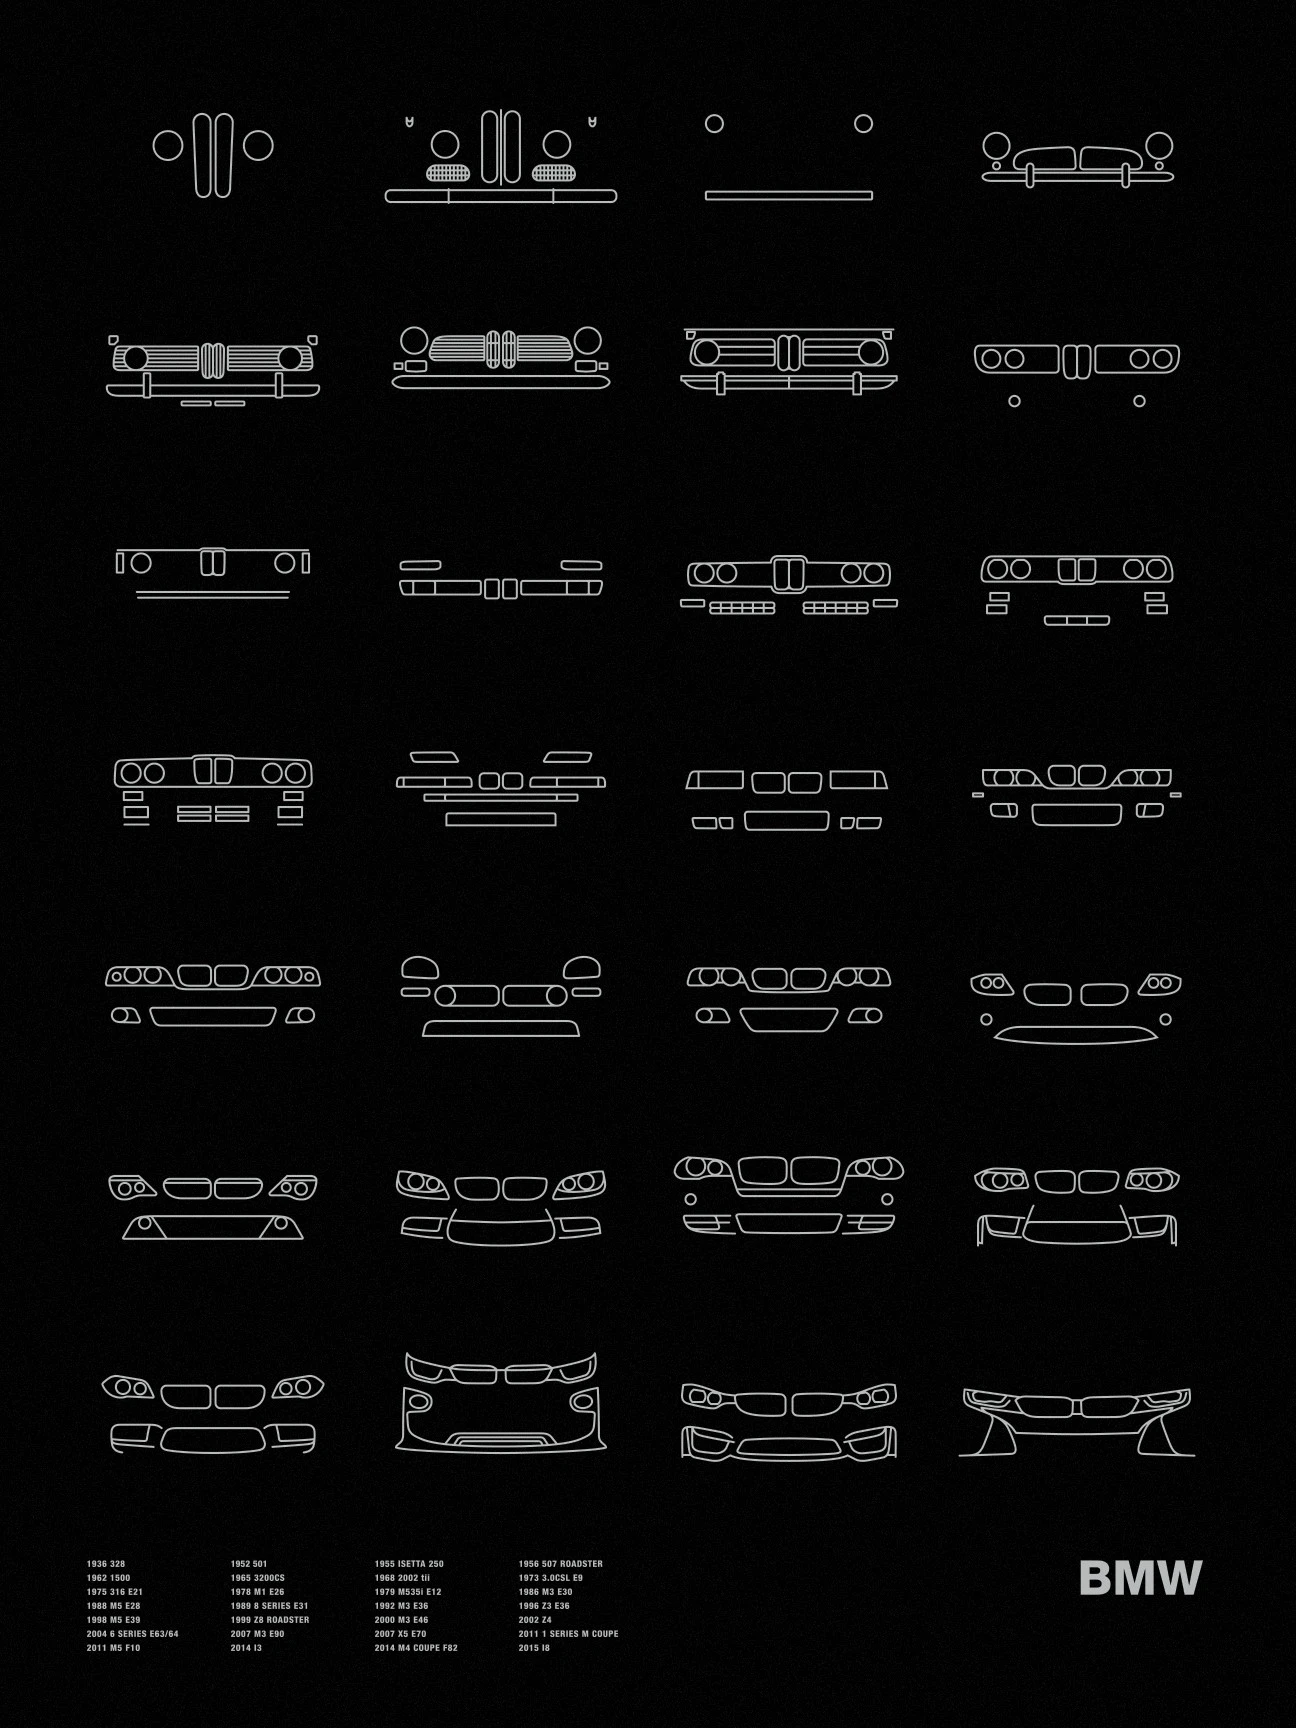 1936 328
1952 501
1955 ISETTA 250
1956 507 ROADSTER
1962 1500
1965 3200CS
1968 2002 tii
1973 3.0CSL E9
1975 316 E21
1978 M1 E26
1979 M535i E12
1986 M3 E30
1988 M5 E28
1989 8 SERIES E31
1992 M3 E36
1996 Z3 E36
1998 M5 E39
1999 Z8 ROADSTER
2000 M3 E46
2002 Z4
2004 6 SERIES E63/64
2007 M3 E90
2007 X5 E70
2011 1 SERIES M COUPE
2011 M5 F10
2014 I3
2014 M4 COUPE F82
2015 I8
BMW